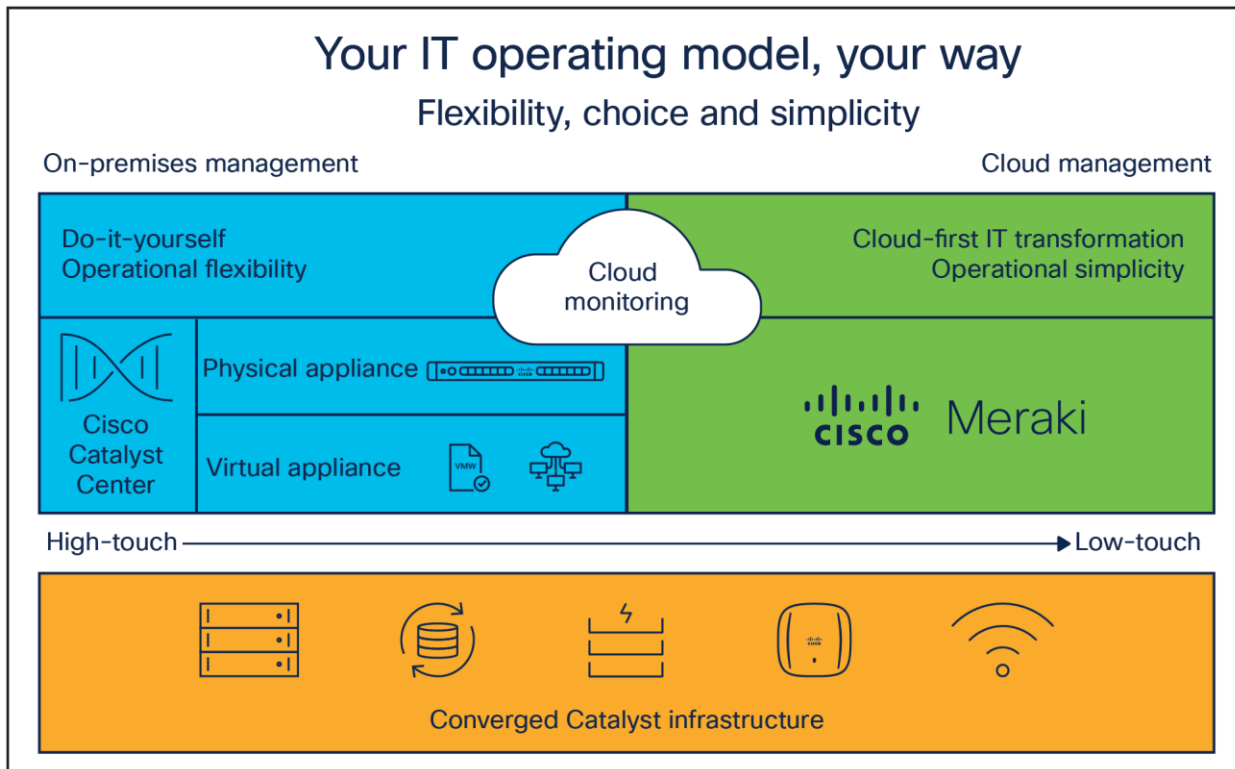 Your IT operating model, your way
Flexibility, choice and simplicity
On-premises management
Cloud management
Do-it-yourself
Operational flexibility
Cloud
monitoring
Cloud-first IT transformation
Operational simplicity
Cisco
Catalyst
Center
Physical appliance
CISCO
Virtual appliance
VMW
CISCO
Meraki
High-touch
Low-touch
CISCO
Converged Catalyst infrastructure